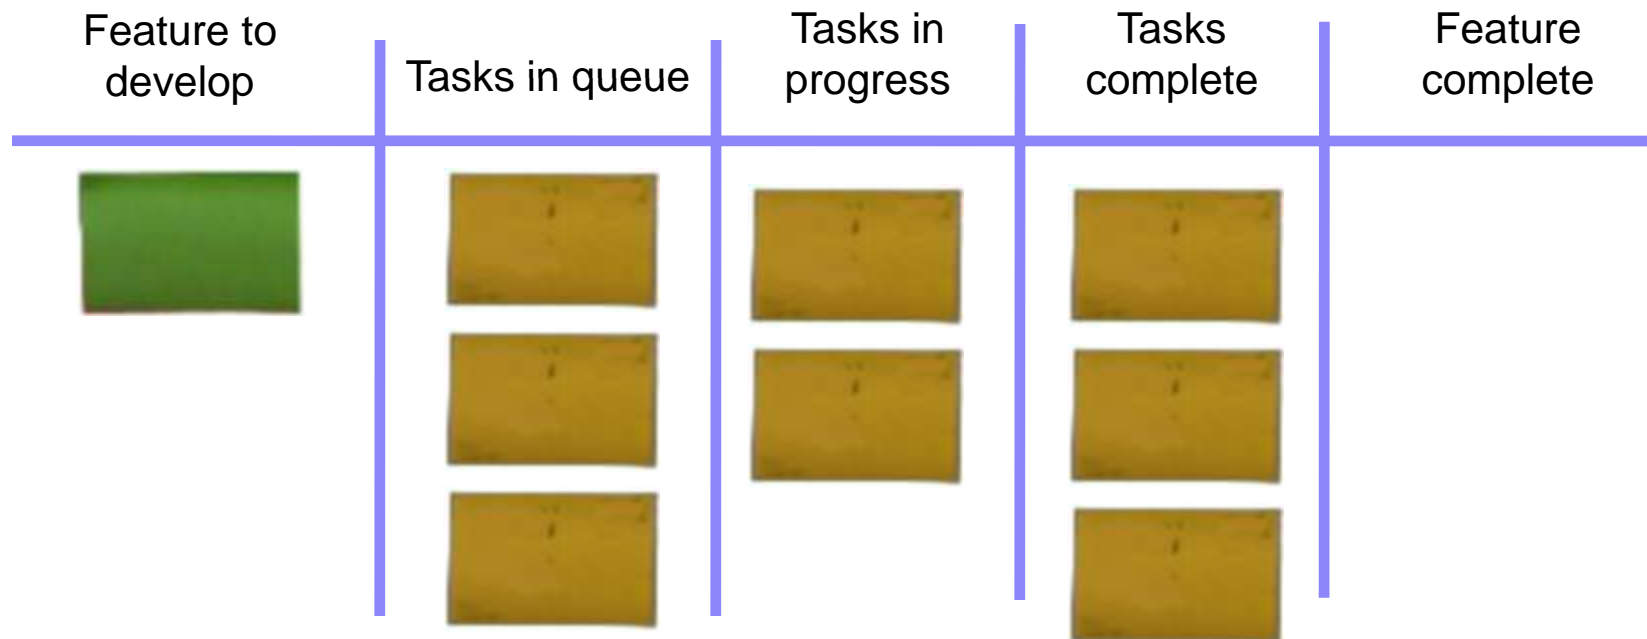 Feature to
develop
Tasks in queue
Tasks in
progress
Tasks
complete
Feature
complete